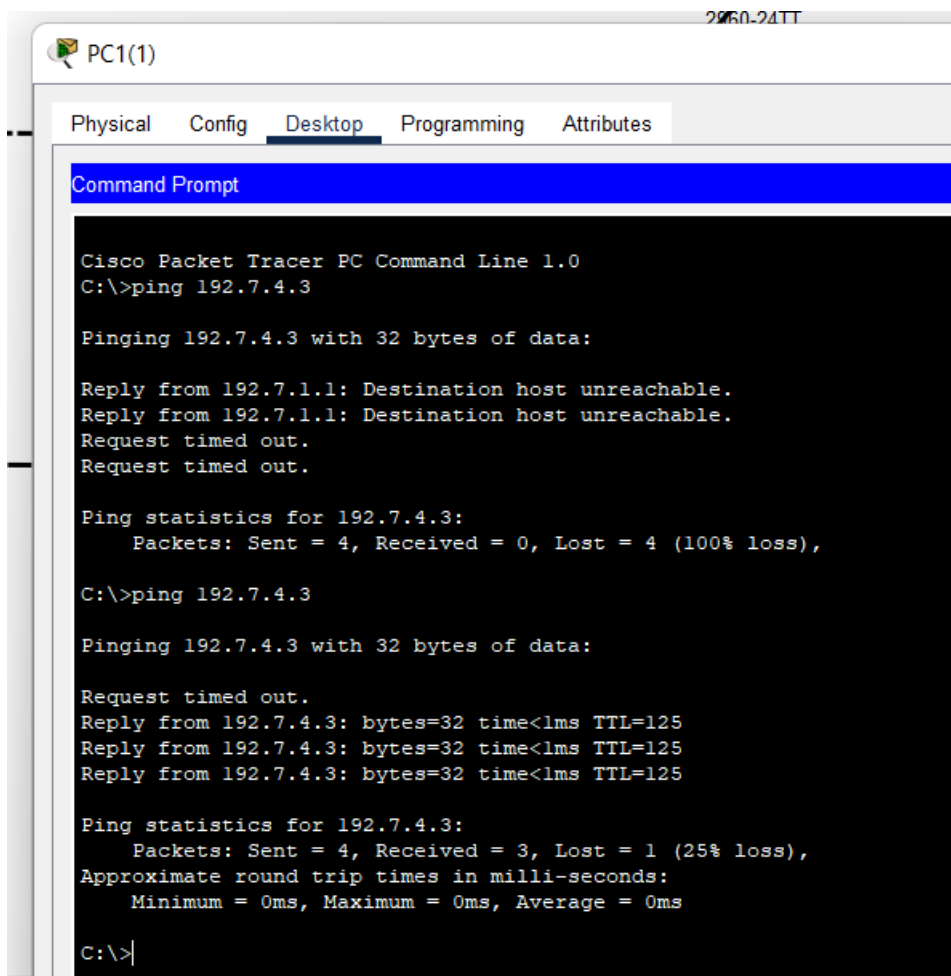 2960-24TT
PC1(1)
Physical Config Desktop Programming Attributes
Command Prompt
Cisco Packet Tracer PC Command Line 1.0
C:\>ping 192.7.4.3
Pinging 192.7.4.3 with 32 bytes of data:
Reply from 192.7.1.1: Destination host unreachable.
Reply from 192.7.1.1: Destination host unreachable.
Request timed out.
Request timed out.
Ping statistics for 192.7.4.3:
Packets: Sent = 4, Received = 0, Lost = 4 (100% loss),
C:\>ping 192.7.4.3
Pinging 192.7.4.3 with 32 bytes of data:
Request timed out.
Reply from 192.7.4.3: bytes=32 time<1ms TTL=125
Reply from 192.7.4.3: bytes=32 time<1ms TTL=125
Reply from 192.7.4.3: bytes=32 time<1ms TTL=125
Ping statistics for 192.7.4.3:
Packets: Sent = 4, Received = 3, Lost = 1 (25% loss),
Approximate round trip times in milli-seconds:
Minimum = 0ms, Maximum = 0ms, Average = 0ms
C:\>